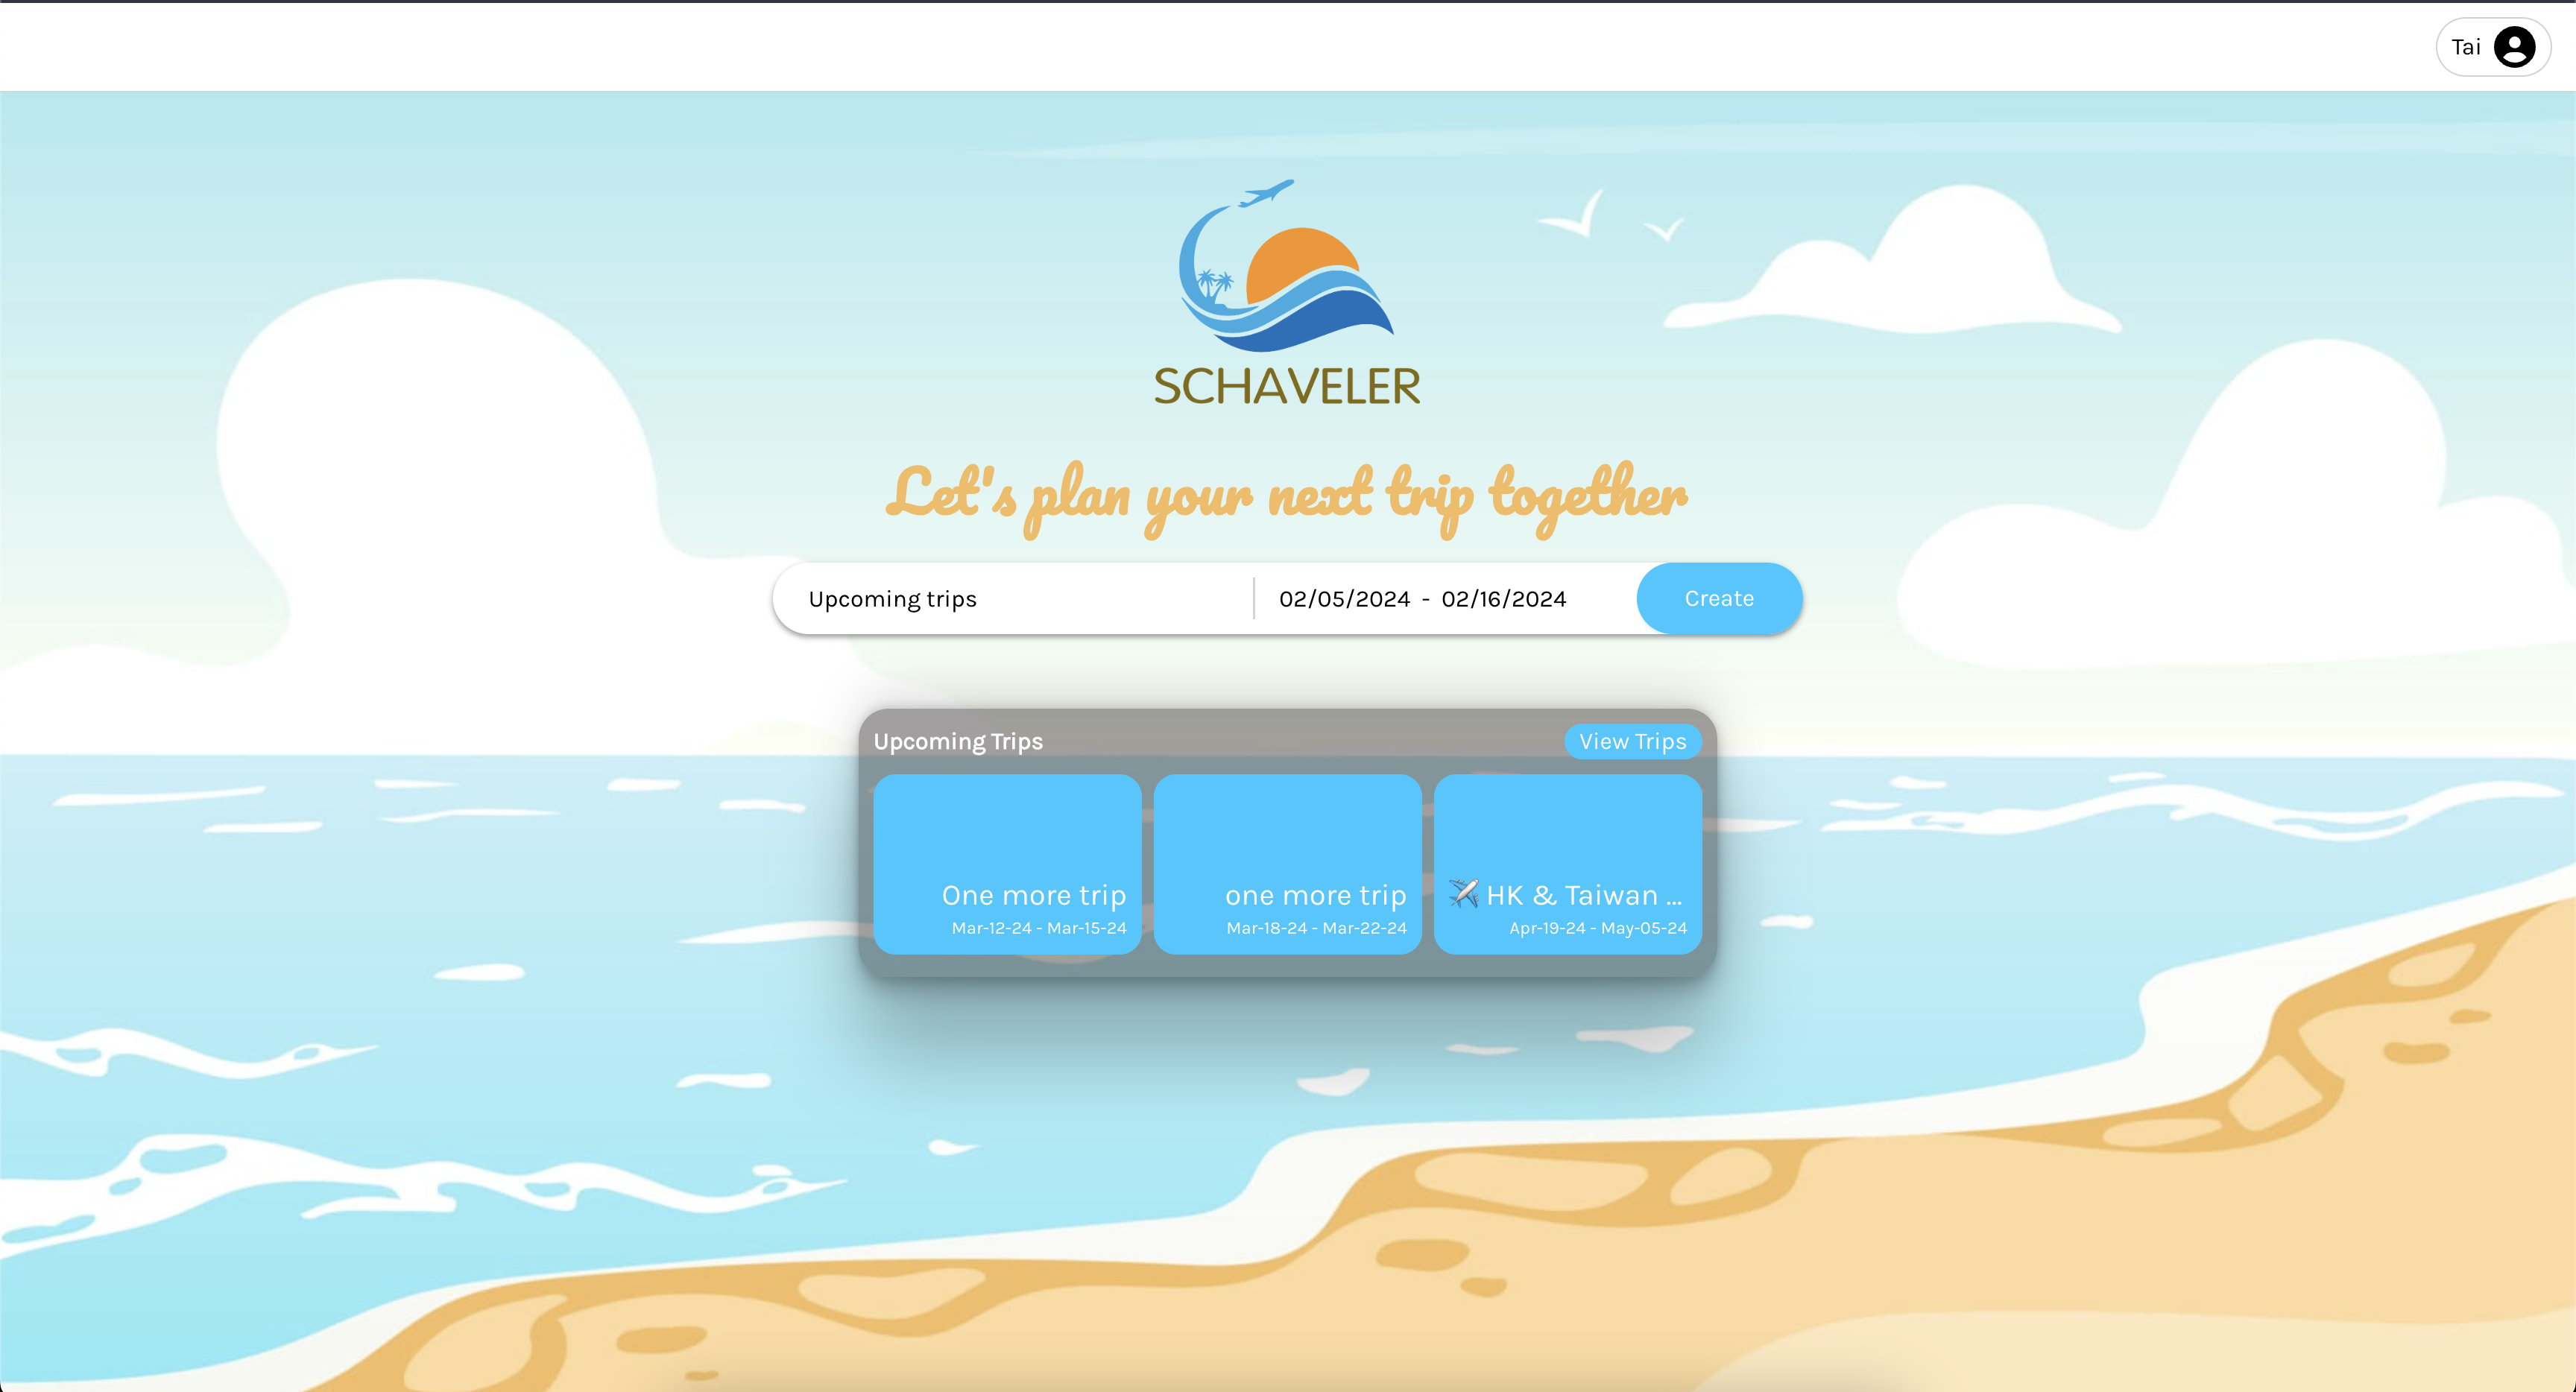 Tai
SCHAVELER
Let's plan your next trip together
Upcoming trips 02/05/2024 - 02/16/2024 Create
Upcoming Trips View Trips
One more trip
Mar-12-24 - Mar-15-24
one more trip
Mar-18-24 - Mar-22-24
✈️ HK & Taiwan ...
Apr-19-24 - May-05-24